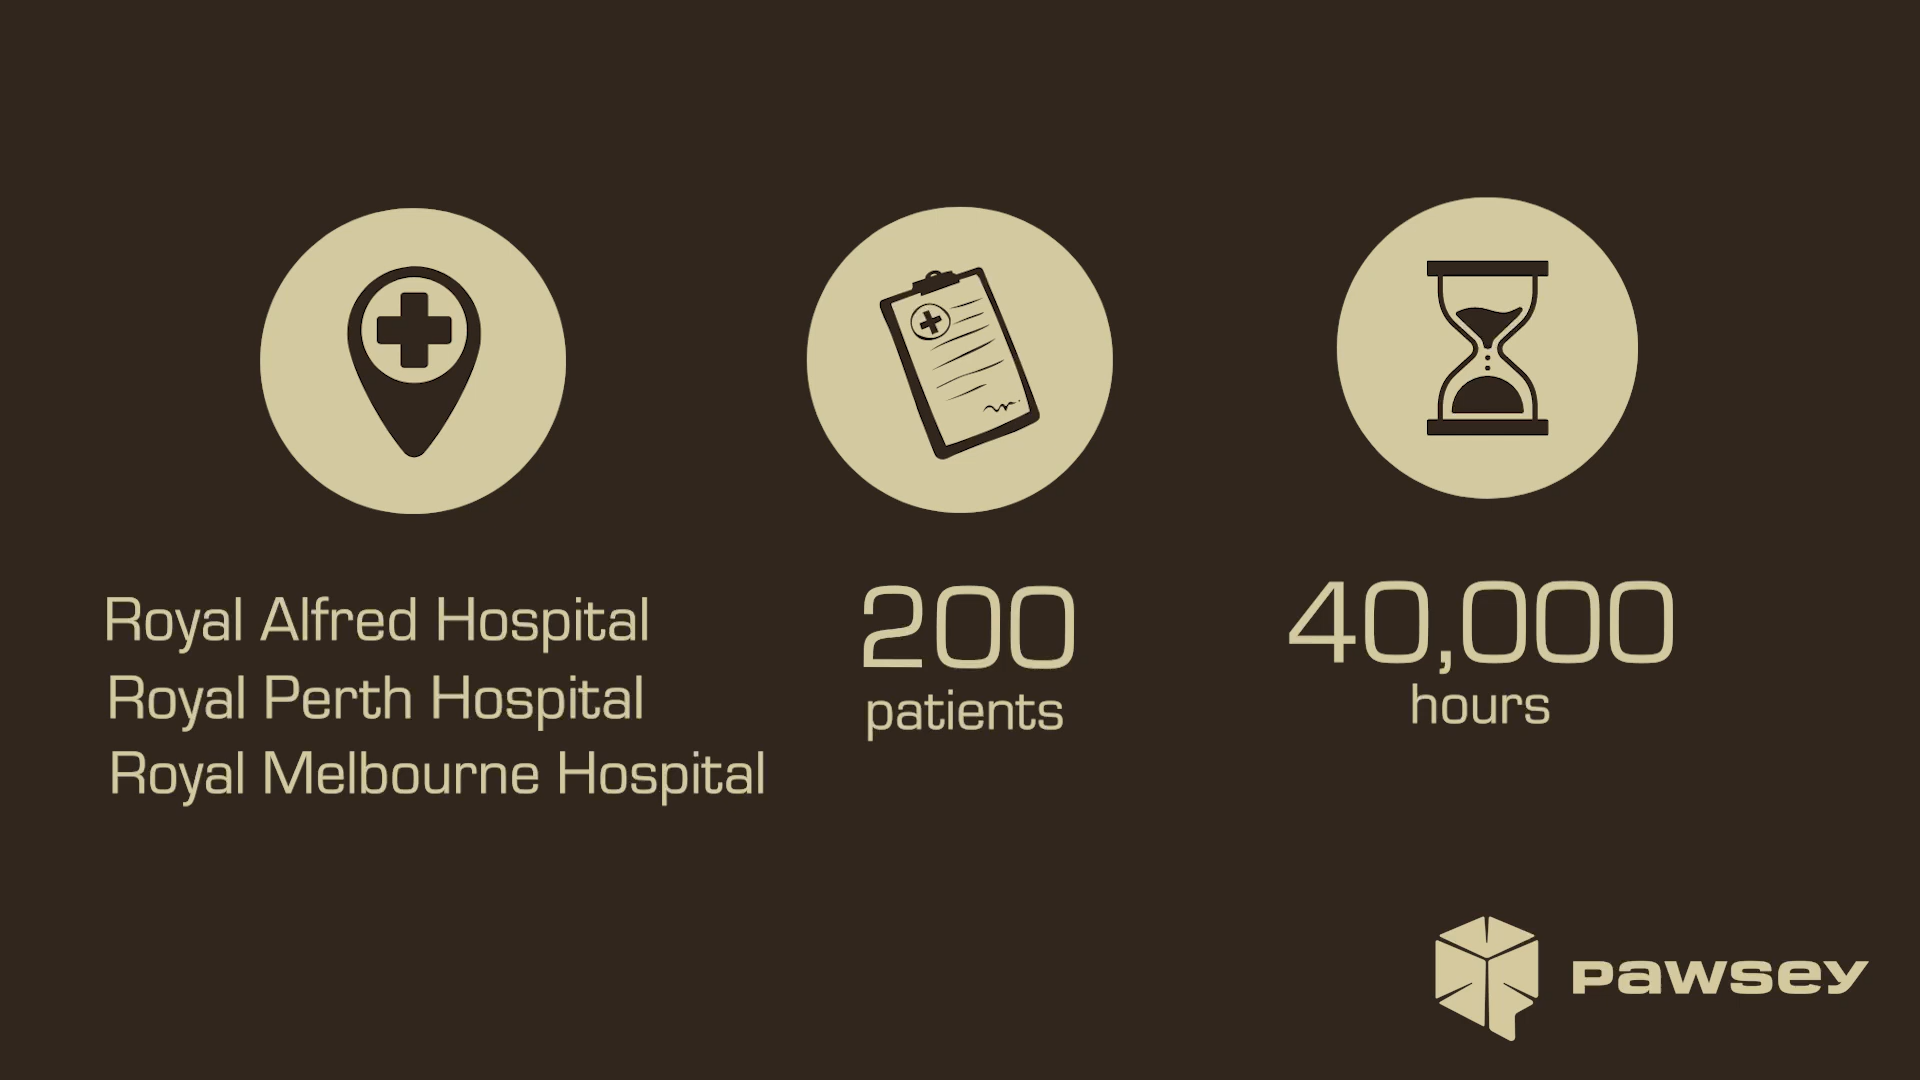 Royal Alfred Hospital
Royal Perth Hospital
Royal Melbourne Hospital
200
patients
40,000
hours
pawsey